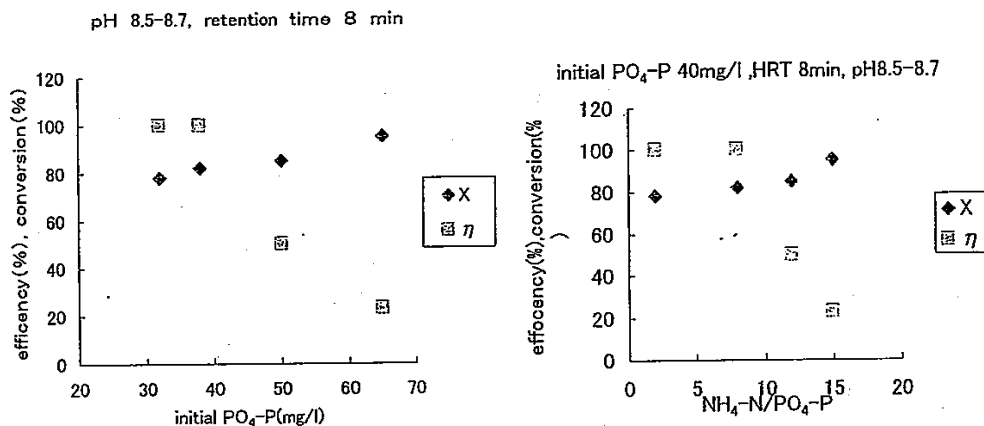 pH 8.5-8.7, retention time 8 min
120
100
80
60
40
20
0
efficency(%), conversion(%)
20 30 40 50 60 70
initial PO₄-P(mg/l)
X
η
initial PO₄-P 40mg/l ,HRT 8min, pH8.5-8.7
120
100
80
60
40
20
0
effocency(%),conversion(%
)
0 5 10 15 20
NH₄-N/PO₄-P
X
η